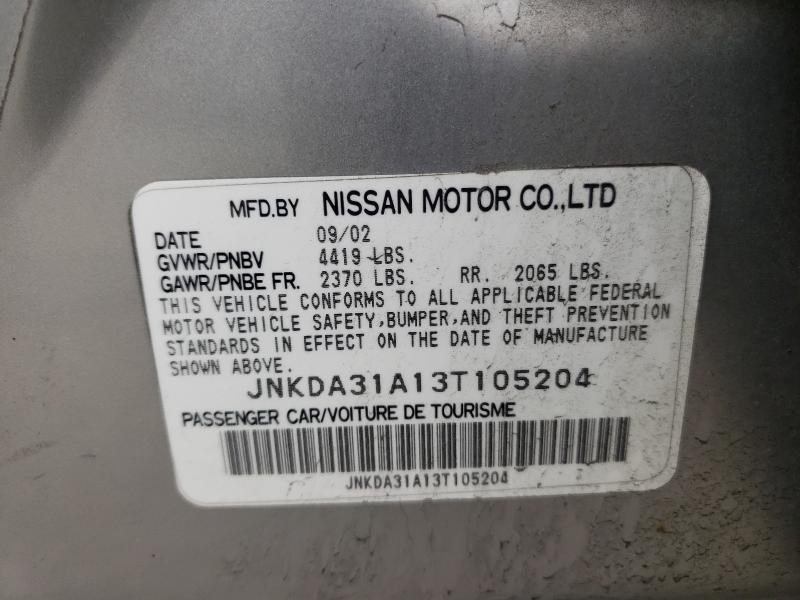 MFD.BY NISSAN MOTOR CO.,LTD
DATE 09/02
GVWR/PNBV 4419 LBS.
GAWR/PNBE FR. 2370 LBS. RR. 2065 LBS.
THIS VEHICLE CONFORMS TO ALL APPLICABLE FEDERAL
MOTOR VEHICLE SAFETY,BUMPER,AND THEFT PREVENTION
STANDARDS IN EFFECT ON THE DATE OF MANUFACTURE
SHOWN ABOVE.
JNKDA31A13T105204
PASSENGER CAR/VOITURE DE TOURISME
JNKDA31A13T105204